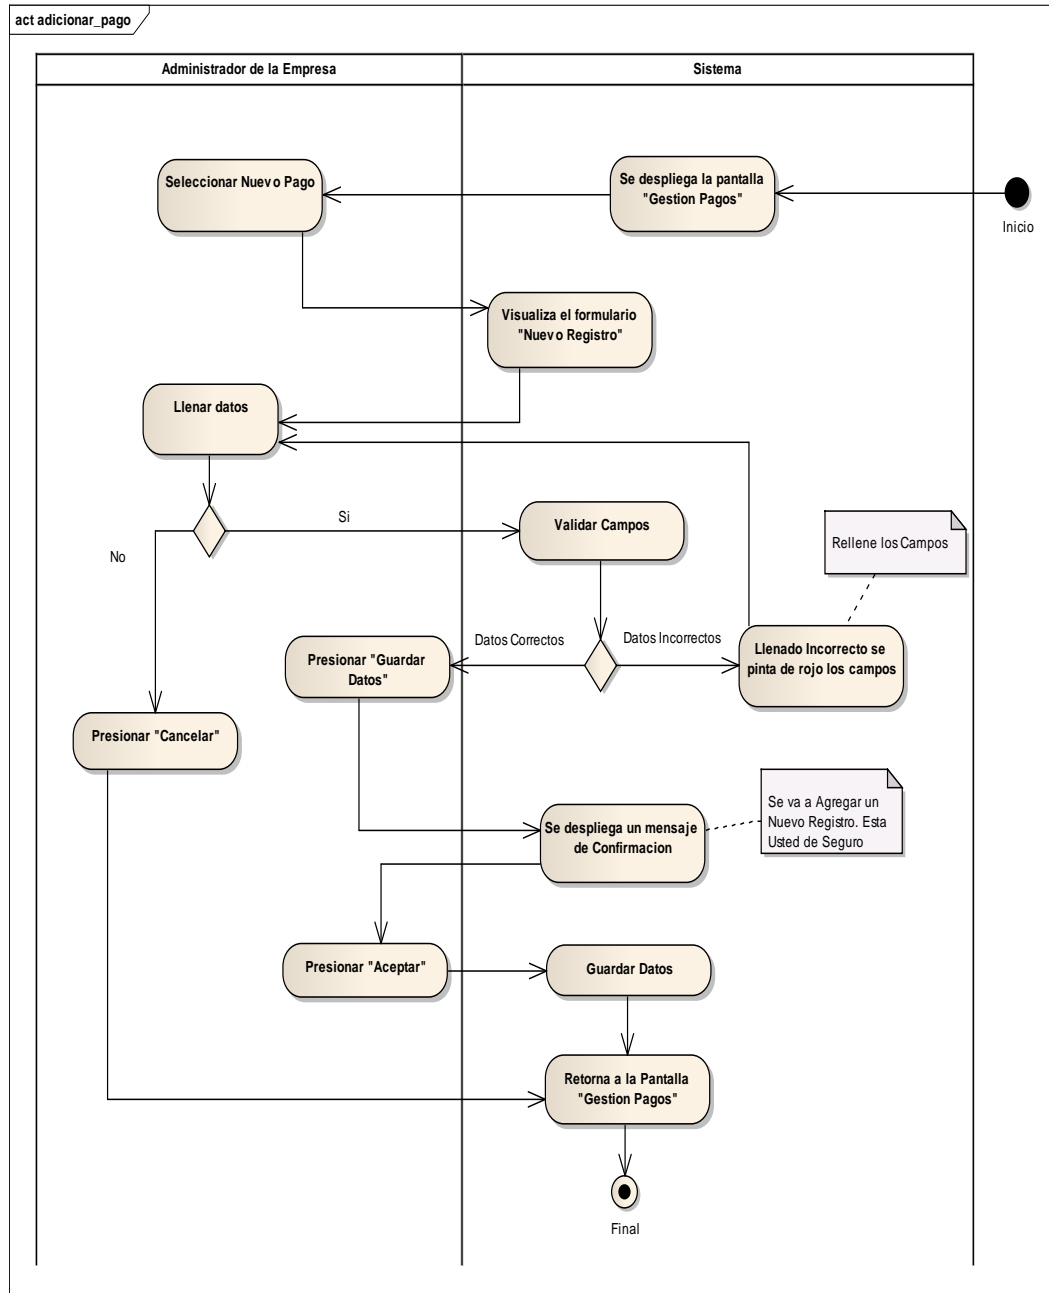 act adicionar_pago
Administrador de la Empresa
Sistema
Seleccionar Nuevo Pago
Se despliega la pantalla
"Gestion Pagos"
Inicio
Visualiza el formulario
"Nuevo Registro"
Llenar datos
Si
No
Validar Campos
Rellene los Campos
Datos Correctos
Datos Incorrectos
Presionar "Guardar
Datos"
Llenado Incorrecto se
pinta de rojo los campos
Presionar "Cancelar"
Se va a Agregar un
Nuevo Registro. Esta
Usted de Seguro
Se despliega un mensaje
de Confirmacion
Presionar "Aceptar"
Guardar Datos
Retorna a la Pantalla
"Gestion Pagos"
Final